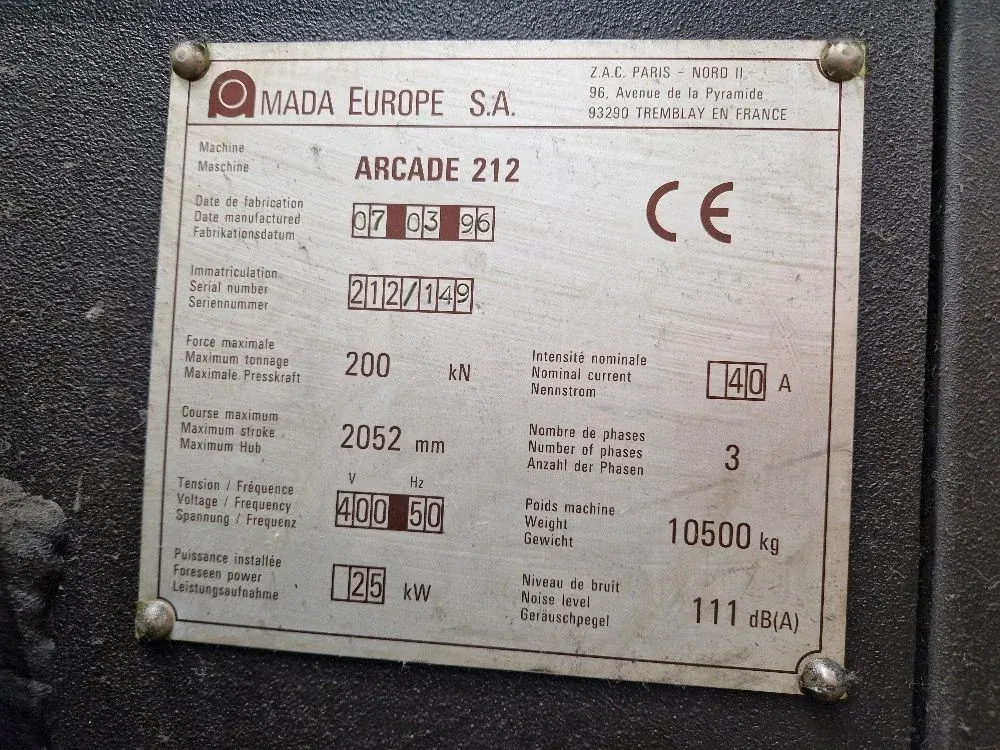 AMADA EUROPE S.A.
Z.A.C. PARIS - NORD II
96, Avenue de la Pyramide
93290 TREMBLAY EN FRANCE
Machine
Maschine
ARCADE 212
Date de fabrication
Date manufactured
Fabrikationsdatum
07 03 96
CE
Immatriculation
Serial number
Seriennummer
212/149
Force maximale
Maximum tonnage
Maximale Presskraft
200 kN
Intensité nominale
Nominal current
Nennstrom
40 A
Course maximum
Maximum stroke
Maximum Hub
2052 mm
Nombre de phases
Number of phases
Anzahl der Phasen
3
Tension / Fréquence
Voltage / Frequency
Spannung / Frequenz
V Hz
400 50
Poids machine
Weight
Gewicht
10500 kg
Puissance installée
Foreseen power
Leistungsaufnahme
25 kW
Niveau de bruit
Noise level
Geräuschpegel
111 dB(A)